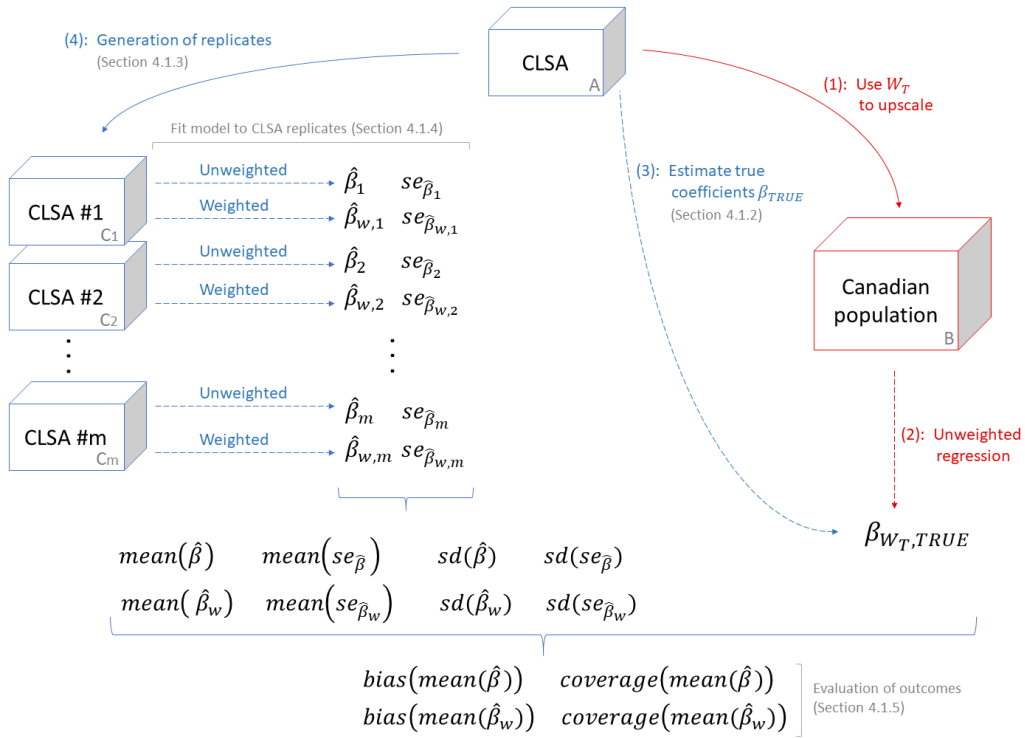 (4): Generation of replicates
(Section 4.1.3)
CLSA
A
(1): Use W_T
to upscale
Fit model to CLSA replicates (Section 4.1.4)
CLSA #1
C₁
Unweighted
β̂₁ se_β̂₁
Weighted
β̂_w,1 se_β̂_w,1
(3): Estimate true
coefficients β_TRUE
(Section 4.1.2)
CLSA #2
C₂
Unweighted
β̂₂ se_β̂₂
Weighted
β̂_w,2 se_β̂_w,2
Canadian
population
B
⋮ ⋮
CLSA #m
Cₘ
Unweighted
β̂_m se_β̂_m
Weighted
β̂_w,m se_β̂_w,m
(2): Unweighted
regression
β_W_T,TRUE
mean(β̂) mean(se_β̂) sd(β̂) sd(se_β̂)
mean( β̂_w) mean(se_β̂_w) sd(β̂_w) sd(se_β̂_w)
bias(mean(β̂)) coverage(mean(β̂))
bias(mean(β̂_w)) coverage(mean(β̂_w))
Evaluation of outcomes
(Section 4.1.5)